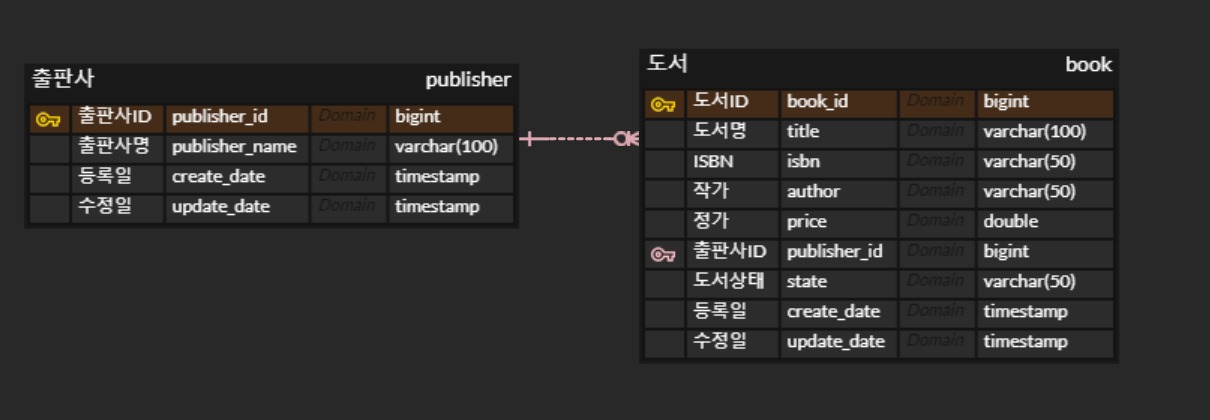 출판사 publisher
출판사ID publisher_id Domain bigint
출판사명 publisher_name Domain varchar(100)
등록일 create_date Domain timestamp
수정일 update_date Domain timestamp
도서 book
도서ID book_id Domain bigint
도서명 title Domain varchar(100)
ISBN isbn Domain varchar(50)
작가 author Domain varchar(50)
정가 price Domain double
출판사ID publisher_id Domain bigint
도서상태 state Domain varchar(50)
등록일 create_date Domain timestamp
수정일 update_date Domain timestamp